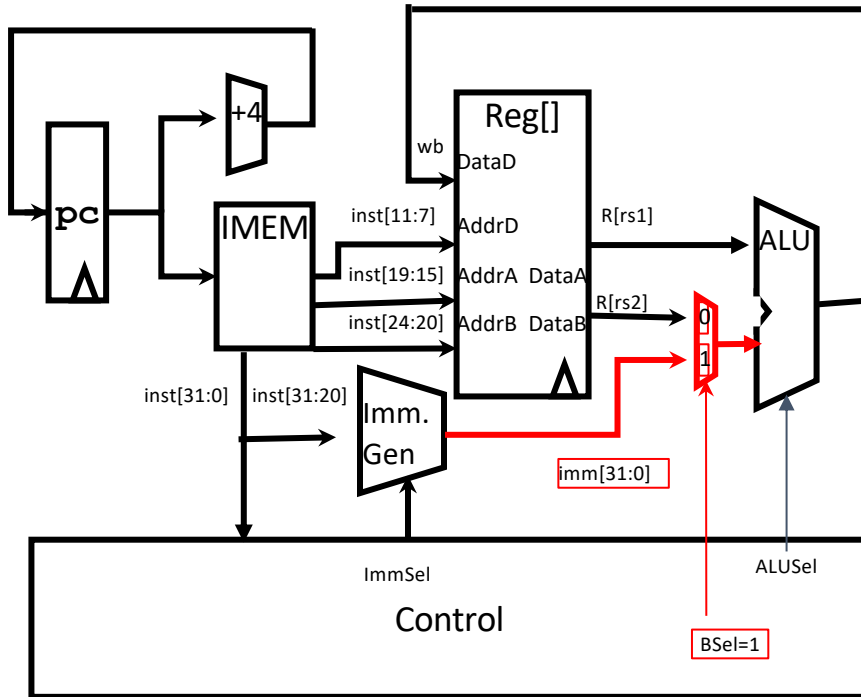 +4
Reg[]
wb
DataD
pc
IMEM
inst[11:7]
AddrD
R[rs1]
ALU
inst[19:15]
AddrA
DataA
R[rs2]
0
inst[24:20]
AddrB
DataB
1
inst[31:0]
inst[31:20]
Imm.
Gen
imm[31:0]
ImmSel
ALUSel
Control
BSel=1